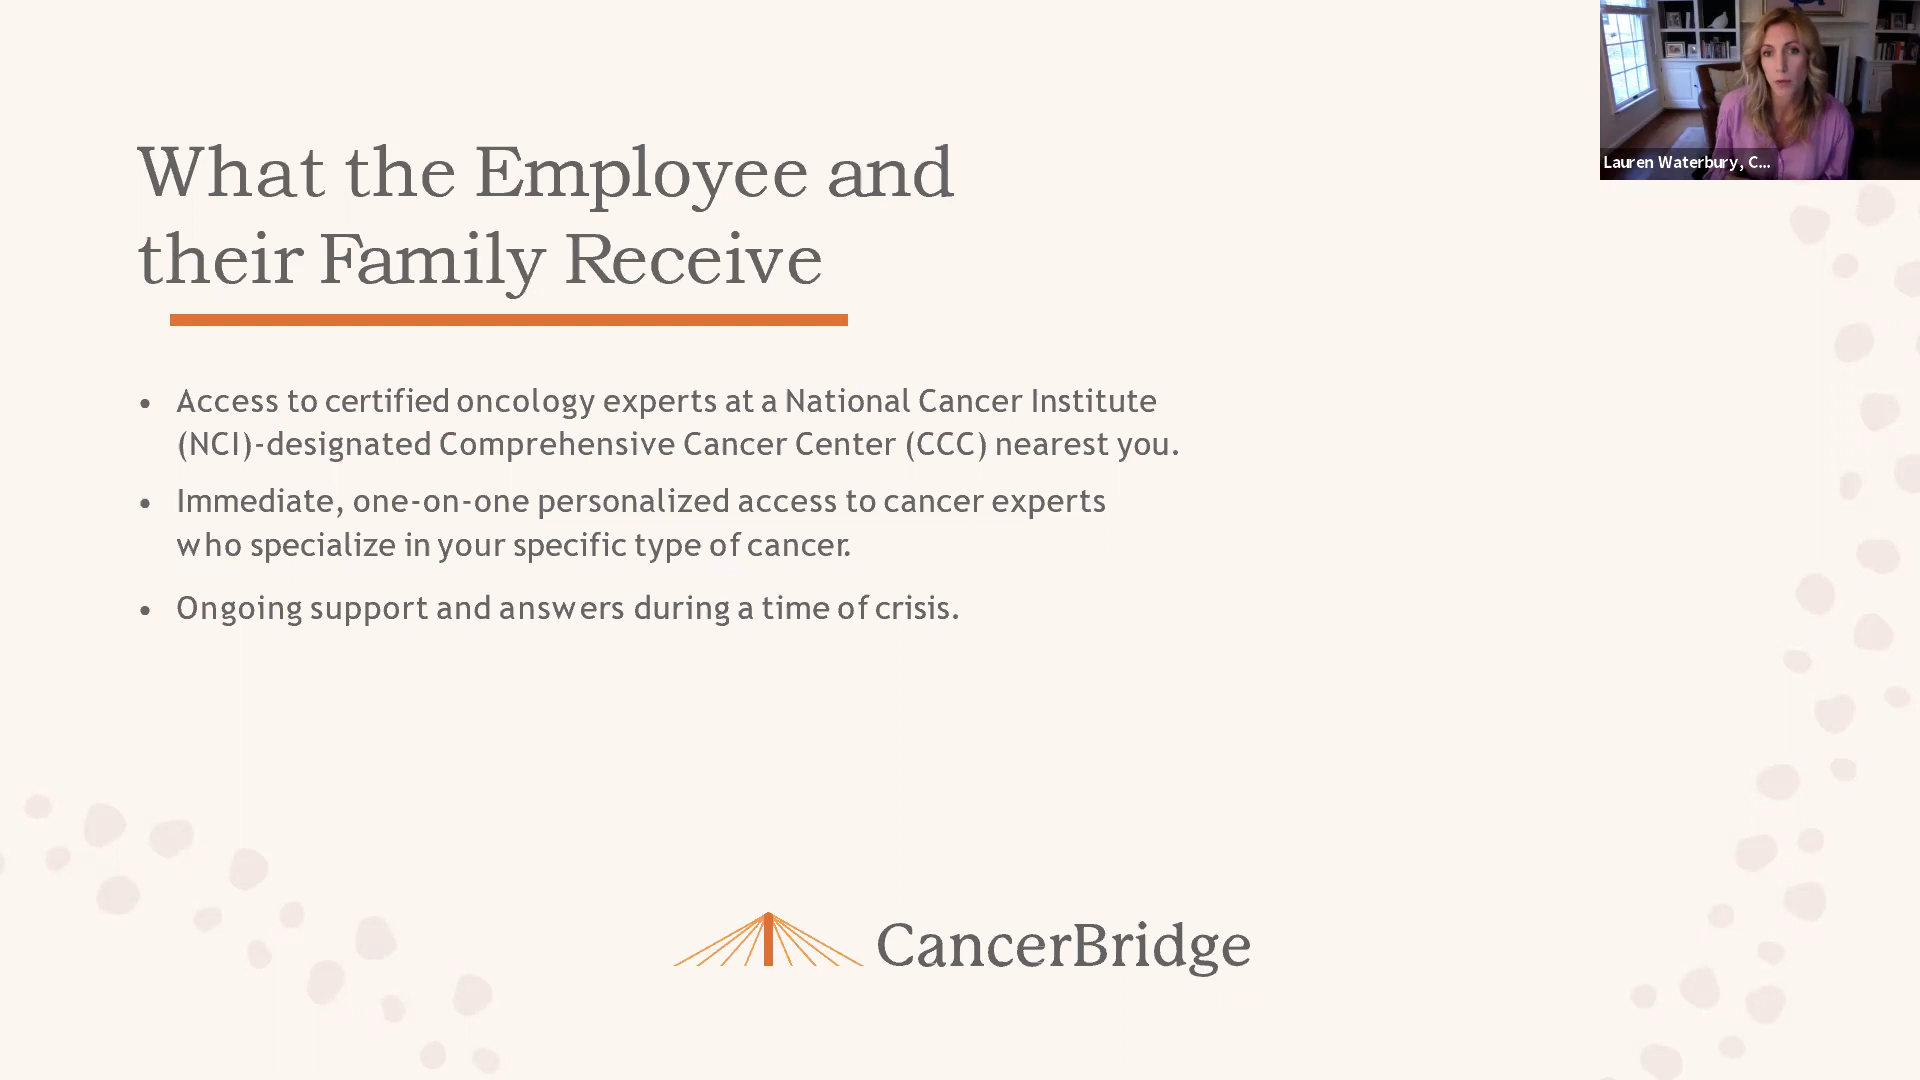 Lauren Waterbury, C...
What the Employee and
their Family Receive
• Access to certified oncology experts at a National Cancer Institute
(NCI)-designated Comprehensive Cancer Center (CCC) nearest you.
• Immediate, one-on-one personalized access to cancer experts
who specialize in your specific type of cancer.
• Ongoing support and answers during a time of crisis.
CancerBridge